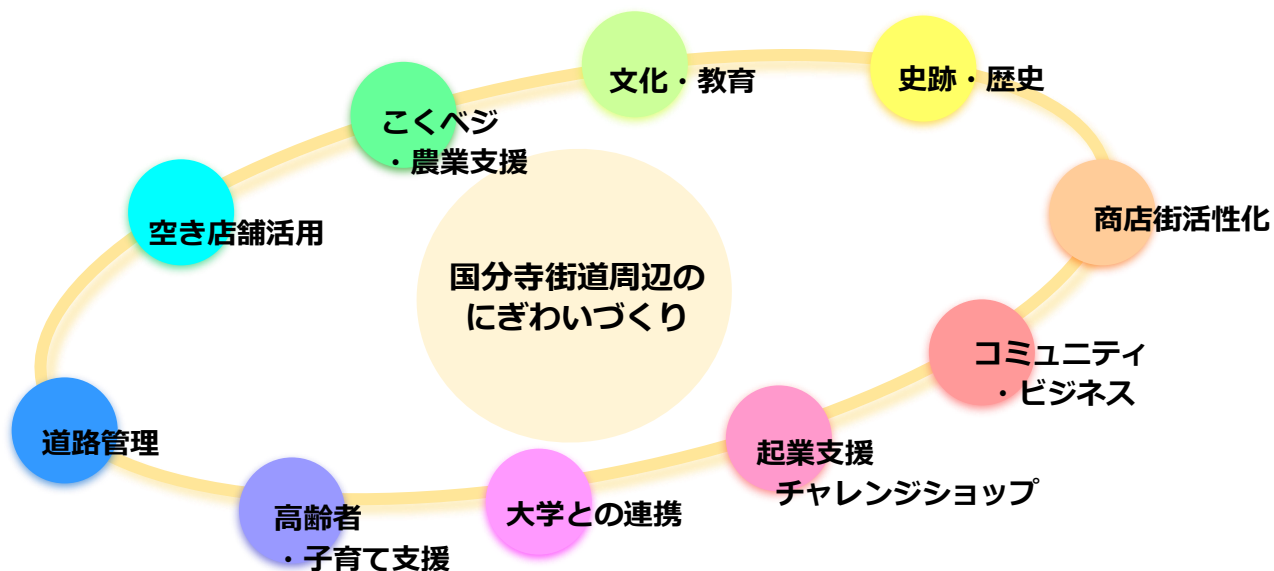 文化・教育
史跡・歴史
こくベジ
・農業支援
空き店舗活用
商店街活性化
国分寺街道周辺の
にぎわいづくり
コミュニティ
・ビジネス
道路管理
起業支援
チャレンジショップ
高齢者
・子育て支援
大学との連携